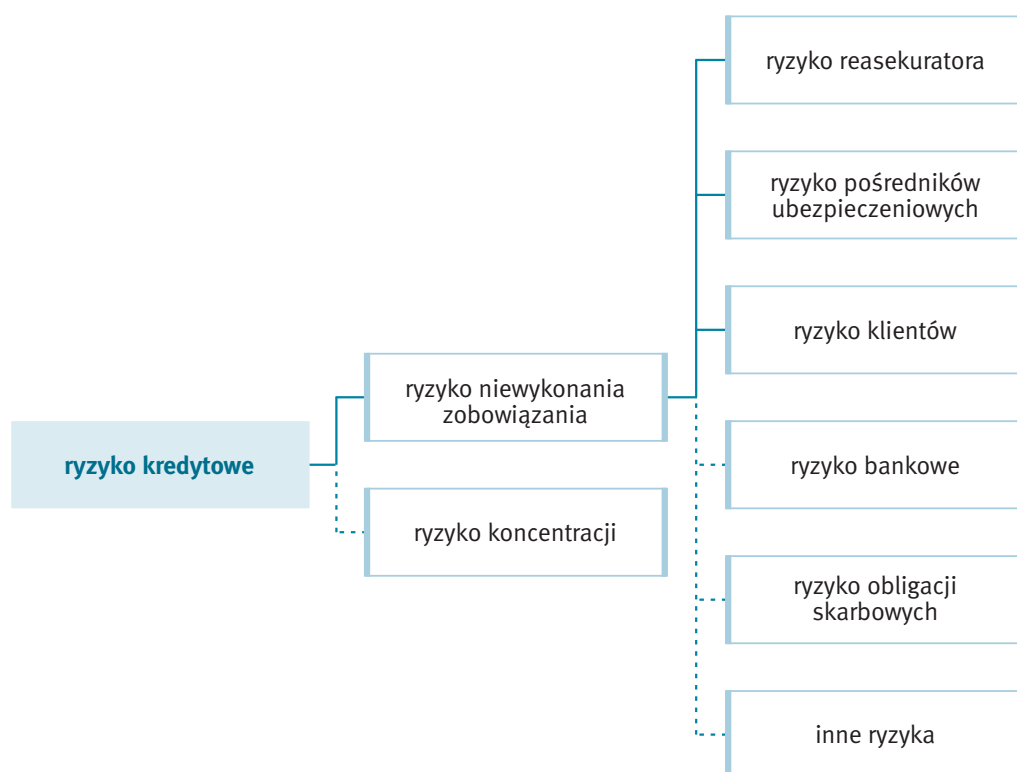 ryzyko kredytowe
ryzyko niewykonania
zobowiązania
ryzyko koncentracji
ryzyko reasekuratora
ryzyko pośredników
ubezpieczeniowych
ryzyko klientów
ryzyko bankowe
ryzyko obligacji
skarbowych
inne ryzyka